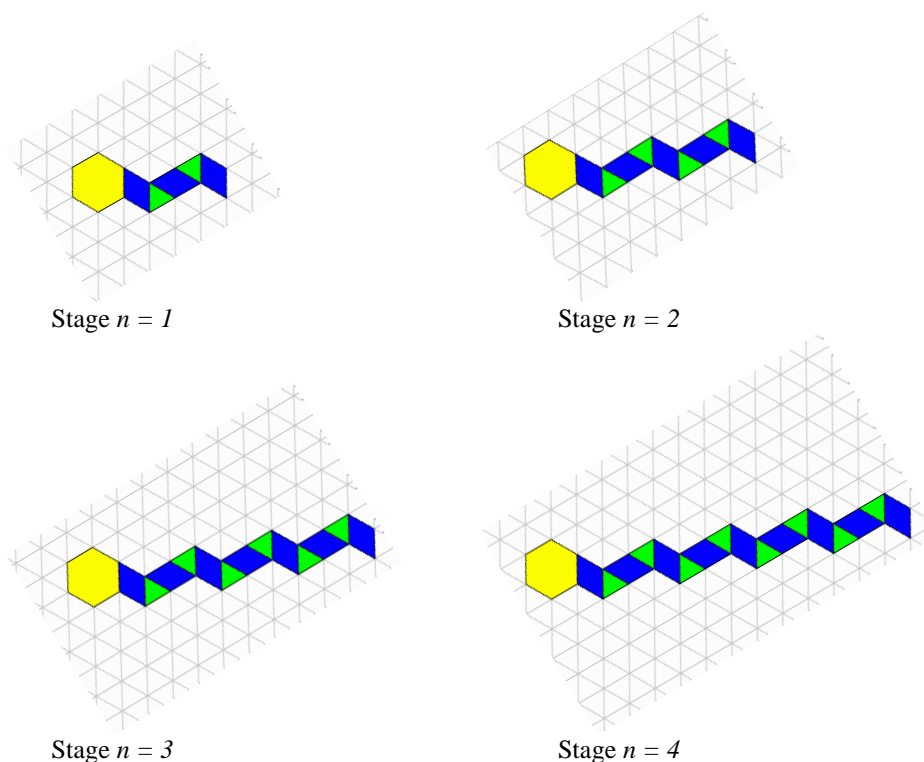 Stage n = 1
Stage n = 2
Stage n = 3
Stage n = 4